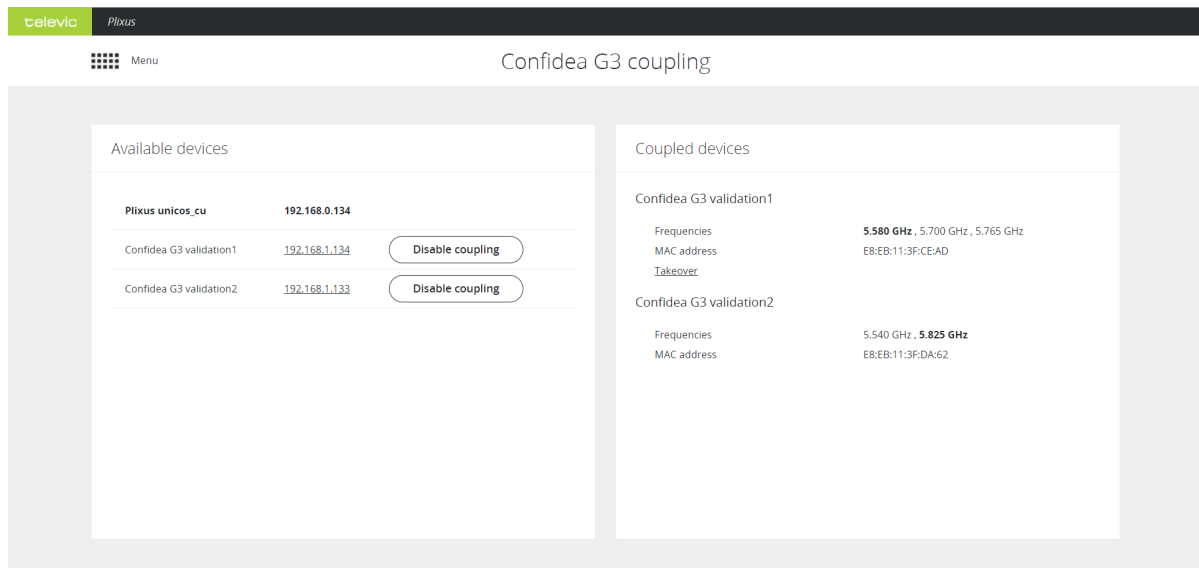 televic Plixus
Menu
Confidea G3 coupling
Available devices
Plixus unicos_cu 192.168.0.134
Confidea G3 validation1 192.168.1.134 Disable coupling
Confidea G3 validation2 192.168.1.133 Disable coupling
Coupled devices
Confidea G3 validation1
Frequencies 5.580 GHz , 5.700 GHz , 5.765 GHz
MAC address E8:EB:11:3F:CE:AD
Takeover
Confidea G3 validation2
Frequencies 5.540 GHz , 5.825 GHz
MAC address E8:EB:11:3F:DA:62